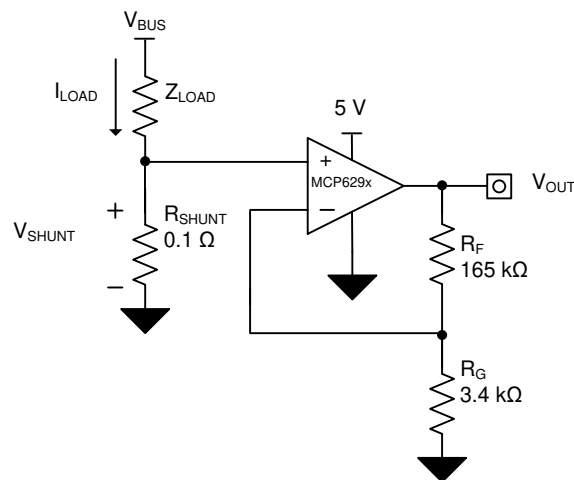 VBUS
ILOAD
ZLOAD
5 V
+
MCP629x
−
VOUT
+
VSHUNT
−
RSHUNT
0.1 Ω
RF
165 kΩ
RG
3.4 kΩ